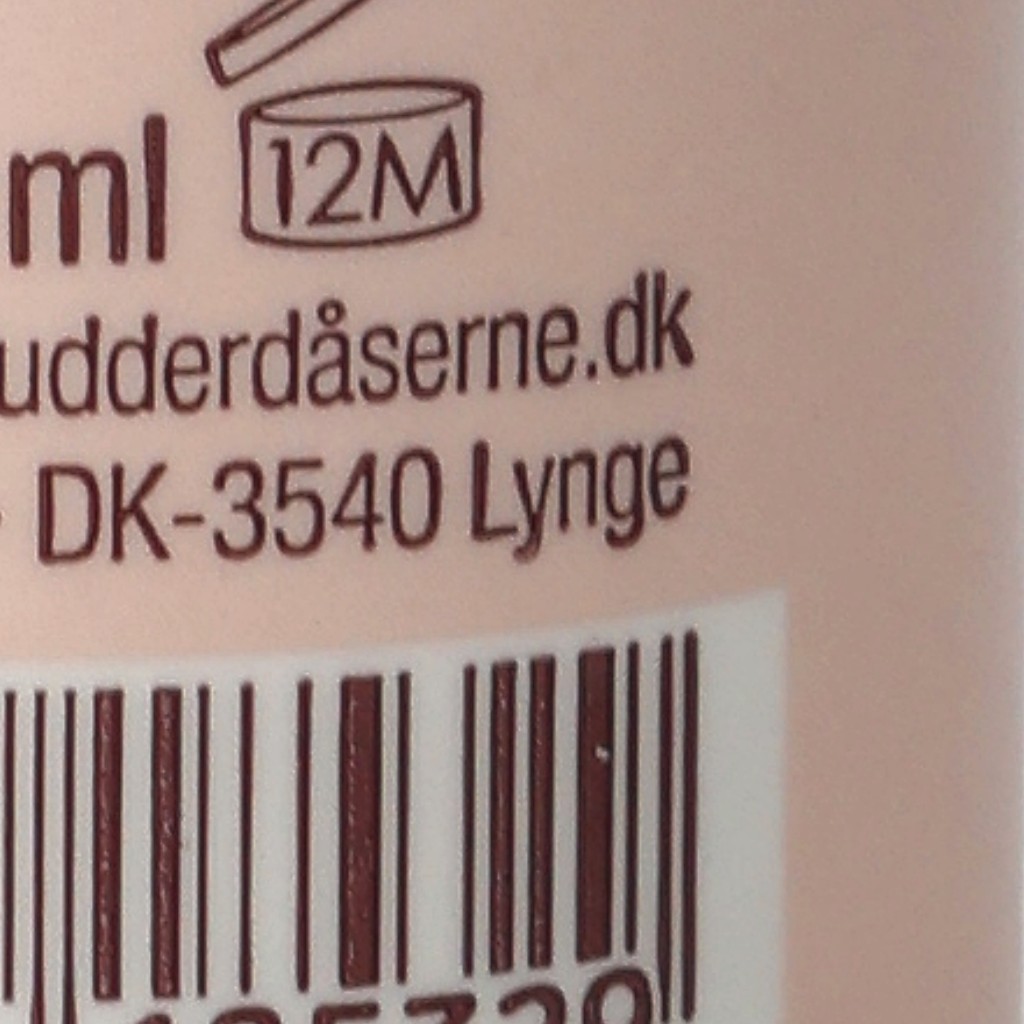 ml 12M
udderdåserne.dk
DK-3540 Lynge